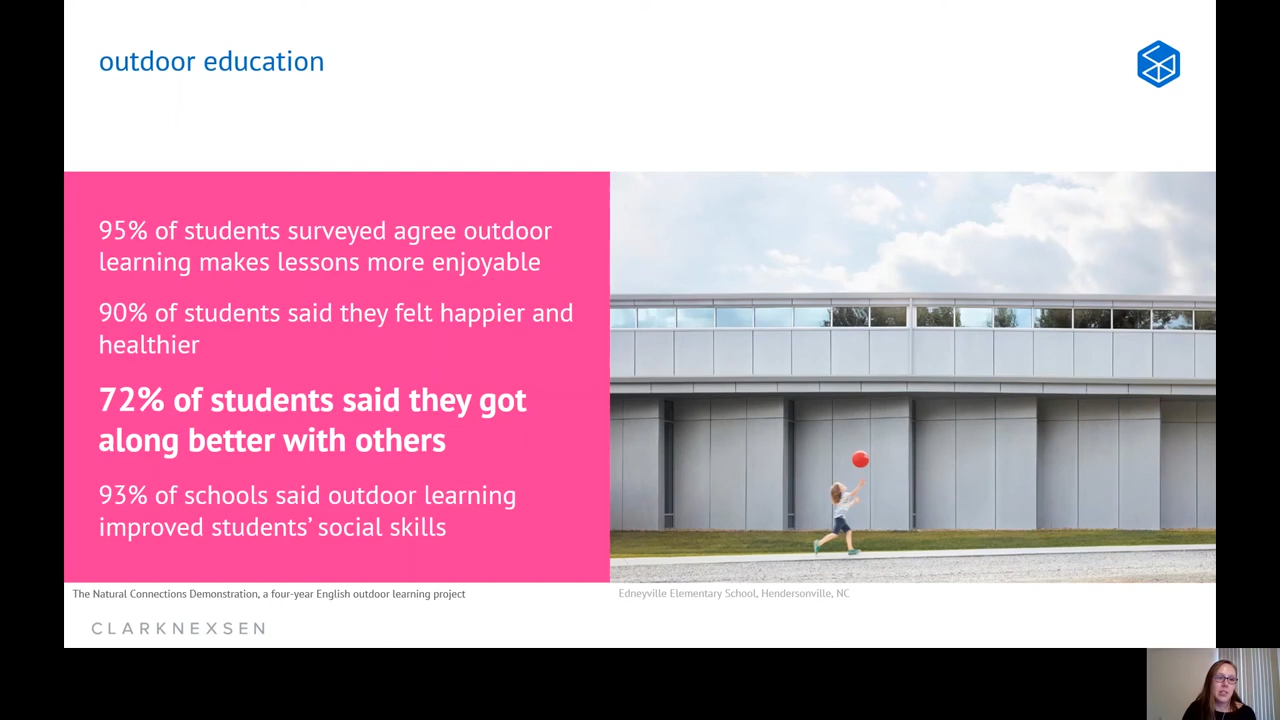 outdoor education
95% of students surveyed agree outdoor
learning makes lessons more enjoyable
90% of students said they felt happier and
healthier
72% of students said they got
along better with others
93% of schools said outdoor learning
improved students’ social skills
The Natural Connections Demonstration, a four-year English outdoor learning project
Edneyville Elementary School, Hendersonville, NC
CLARKNEXSEN